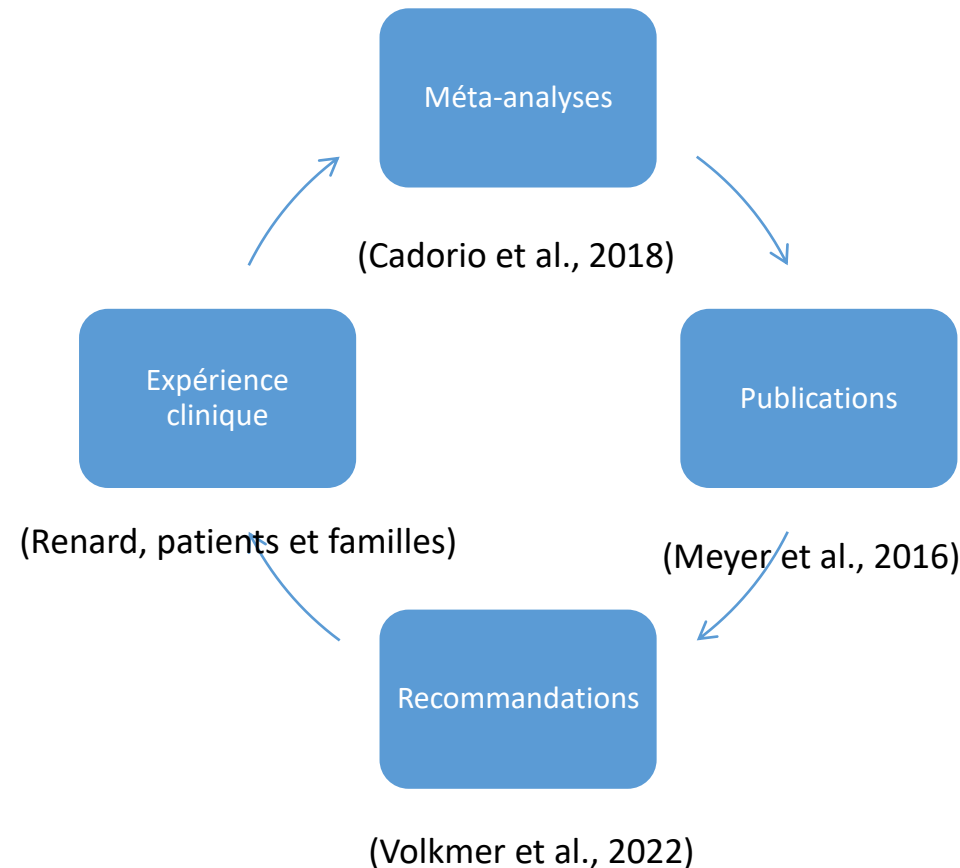 Méta-analyses
(Cadorio et al., 2018)
Expérience
clinique
Publications
(Renard, patients et familles)
(Meyer et al., 2016)
Recommandations
(Volkmer et al., 2022)